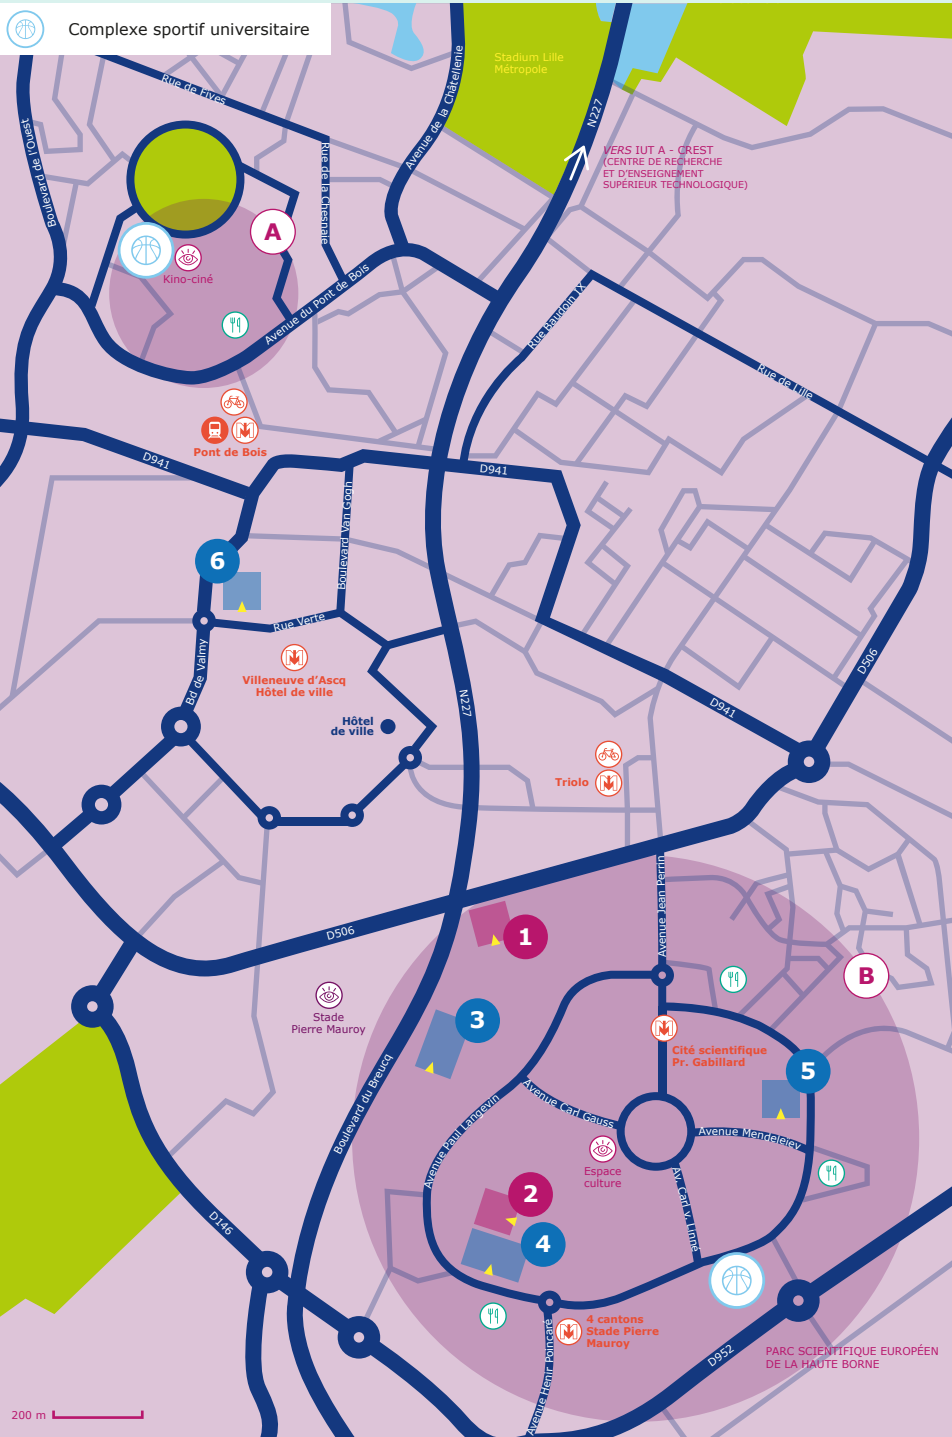 Complexe sportif universitaire
Stadium Lille
Métropole
Rue de Fives
Avenue de la Châtellenie
N227
Boulevard de l'Ouest
Rue de la Chesnaie
VERS IUT A - CREST
(CENTRE DE RECHERCHE
ET D'ENSEIGNEMENT
SUPÉRIEUR TECHNOLOGIQUE)
A
Kino-ciné
Avenue du Pont de Bois
Rue Baudoin IX
Rue de Lille
Pont de Bois
D941
D941
Boulevard Van Gogh
6
Rue Verte
Bd de Valmy
Villeneuve d'Ascq
Hôtel de ville
Hôtel
de ville
N227
D506
D941
Triolo
D506
Avenue Jean Perrin
1
B
Stade
Pierre Mauroy
3
Cité scientifique
Pr. Gabillard
5
Boulevard du Breucq
Avenue Paul Langevin
Avenue Carl Gauss
Avenue Mendeleiev
Espace
culture
Av. Carl v. Linné
2
4
D146
4 cantons
Stade Pierre
Mauroy
Avenue Henir Poincaré
D952
PARC SCIENTIFIQUE EUROPÉEN
DE LA HAUTE BORNE
200 m